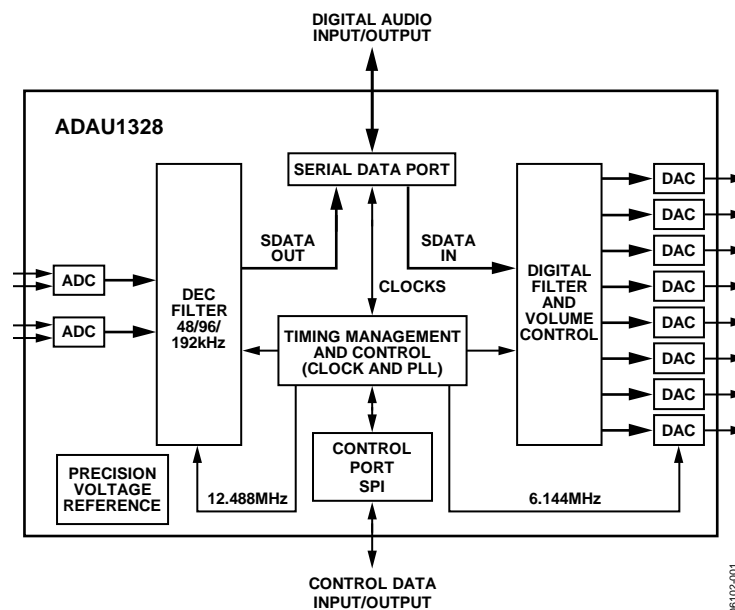 DIGITAL AUDIO
INPUT/OUTPUT
ADAU1328
SERIAL DATA PORT
SDATA
OUT
SDATA
IN
CLOCKS
ADC
ADC
DEC
FILTER
48/96/
192kHz
TIMING MANAGEMENT
AND CONTROL
(CLOCK AND PLL)
DIGITAL
FILTER
AND
VOLUME
CONTROL
DAC
DAC
DAC
DAC
DAC
DAC
DAC
DAC
PRECISION
VOLTAGE
REFERENCE
12.488MHz
CONTROL
PORT
SPI
6.144MHz
CONTROL DATA
INPUT/OUTPUT
06102-001